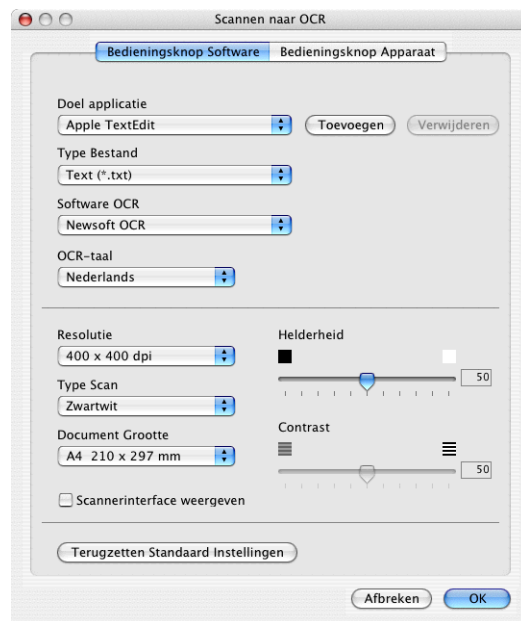 Scannen naar OCR
Bedieningsknop Software Bedieningsknop Apparaat
Doel applicatie
Apple TextEdit Toevoegen Verwijderen
Type Bestand
Text (*.txt)
Software OCR
Newsoft OCR
OCR-taal
Nederlands
Resolutie Helderheid
400 x 400 dpi
50
Type Scan
Zwartwit
Contrast
Document Grootte
A4 210 x 297 mm
50
Scannerinterface weergeven
Terugzetten Standaard Instellingen
Afbreken OK